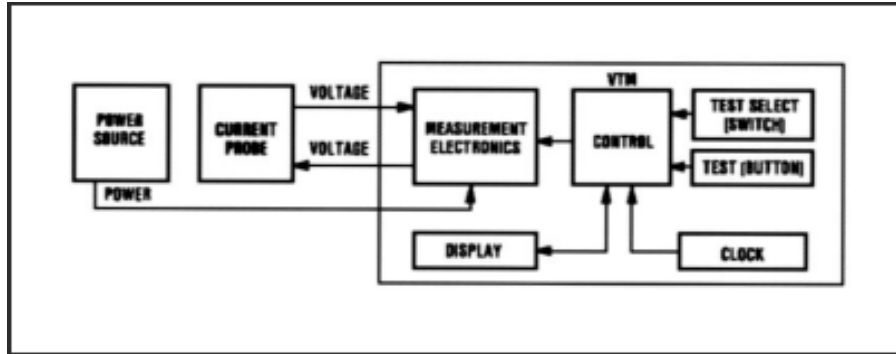 VTM
POWER
SOURCE
CURRENT
PROBE
VOLTAGE
VOLTAGE
POWER
MEASUREMENT
ELECTRONICS
CONTROL
TEST SELECT
(SWITCH)
TEST (BUTTON)
DISPLAY
CLOCK